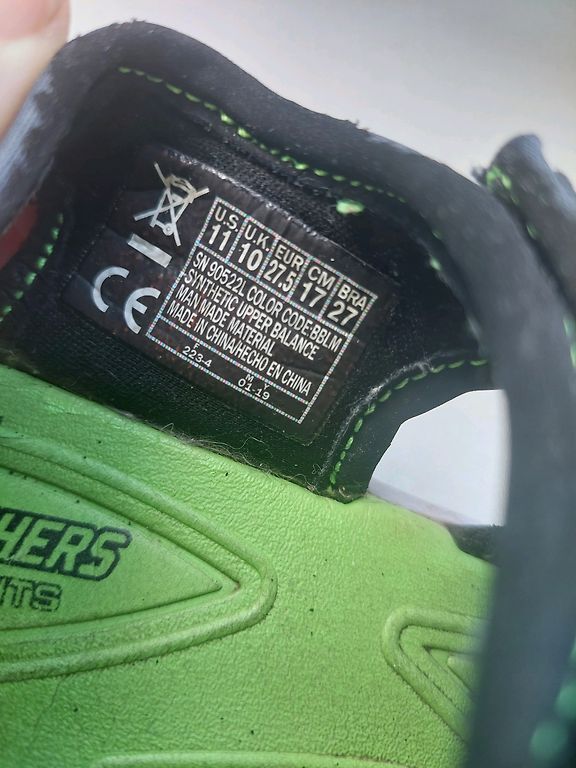 U.S. U.K. EUR CM BRA
11 10 27.5 17 27
SN 90522L COLOR CODE:BBLM
SYNTHETIC UPPER BALANCE
MAN MADE MATERIAL
MADE IN CHINA/HECHO EN CHINA
F M Y
223-4 01-19
CE
HERS